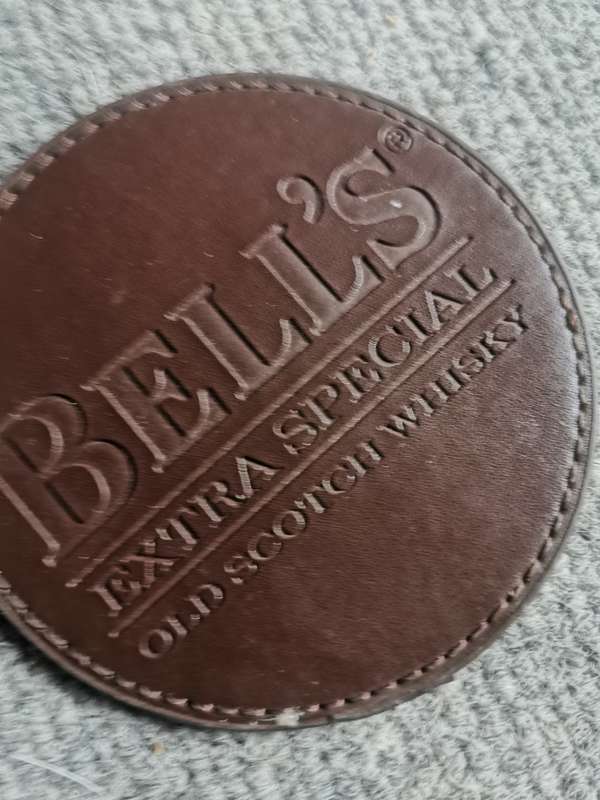 BELL'S®
EXTRA SPECIAL
OLD SCOTCH WHISKY